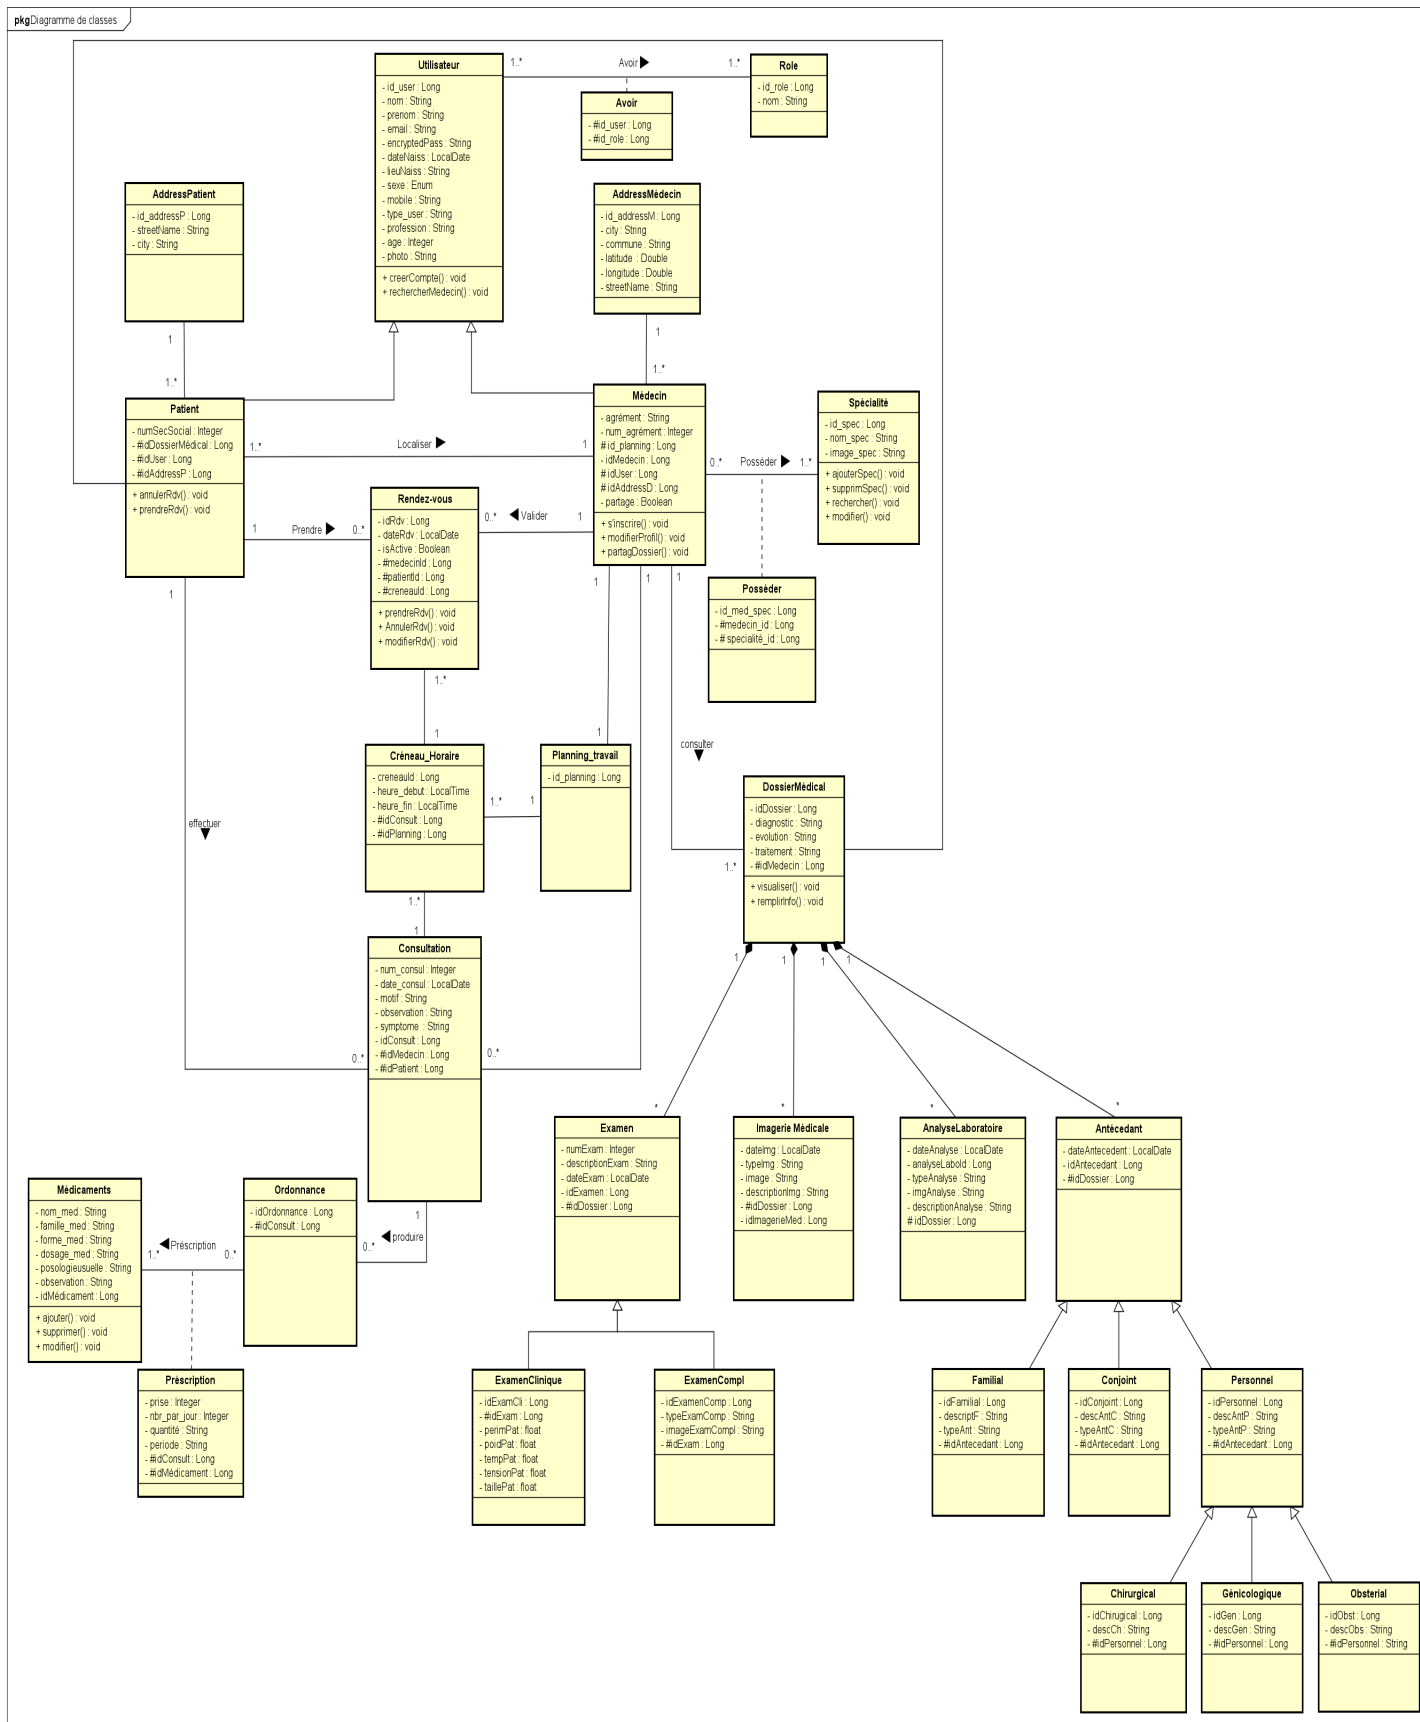 pkg Diagramme de classes
Utilisateur
- id_user : Long
- nom : String
- prenom : String
- email : String
- encryptedPass : String
- dateNaiss : LocalDate
- lieuNaiss : String
- sexe : Enum
- mobile : String
- type_user : String
- profession : String
- age : Integer
- photo : String
+ creerCompte() : void
+ rechercherMedecin() : void
1..*
Avoir
1..*
Role
- id_role : Long
- nom : String
Avoir
- #id_user : Long
- #id_role : Long
AddressPatient
- id_addressP : Long
- streetName : String
- city : String
1
1..*
AddressMédecin
- id_addressM : Long
- city : String
- commune : String
- latitude : Double
- longitude : Double
- streetName : String
1
1..*
Patient
- numSecSocial : Integer
- #idDossierMédical : Long
- #idUser : Long
- #idAddressP : Long
+ annulerRdv() : void
+ prendreRdv() : void
1..*
Localiser
1
Médecin
- agrément : String
- num_agrément : Integer
# id_planning : Long
- idMedecin : Long
# idUser : Long
# idAddressD : Long
- partage : Boolean
+ s'inscrire() : void
+ modifierProfil() : void
+ partagDossier() : void
0..*
Posséder
1..*
Spécialité
- id_spec : Long
- nom_spec : String
- image_spec : String
+ ajouterSpec() : void
+ supprimSpec() : void
+ rechercher() : void
+ modifier() : void
Rendez-vous
- idRdv : Long
- dateRdv : LocalDate
- isActive : Boolean
- #medecinId : Long
- #patientId : Long
- #creneauId : Long
+ prendreRdv() : void
+ AnnulerRdv() : void
+ modifierRdv() : void
1
Prendre
0..*
0..*
Valider
1
Posséder
- id_med_spec : Long
- #medecin_id : Long
- # specialité_id : Long
1
1
1
1
1..*
1
1
consulter
Créneau_Horaire
- creneauId : Long
- heure_debut : LocalTime
- heure_fin : LocalTime
- #idConsult : Long
- #idPlanning : Long
1..*
1
Planning_travail
- id_planning : Long
DossierMédical
- idDossier : Long
- diagnostic : String
- evolution : String
- traitement : String
- #idMedecin : Long
+ visualiser() : void
+ remplirInfo() : void
1..*
effectuer
1..*
1
Consultation
- num_consul : Integer
- date_consul : LocalDate
- motif : String
- observation : String
- symptome : String
- idConsult : Long
- #idMedecin : Long
- #idPatient : Long
0..*
0..*
1
1
1
1
*
*
*
*
Examen
- numExam : Integer
- descriptionExam : String
- dateExam : LocalDate
- idExamen : Long
- #idDossier : Long
Imagerie Médicale
- dateImg : LocalDate
- typeImg : String
- image : String
- descriptionImg : String
- #idDossier : Long
- idImagerieMed : Long
AnalyseLaboratoire
- dateAnalyse : LocalDate
- analyseLaboId : Long
- typeAnalyse : String
- imgAnalyse : String
- descriptionAnalyse : String
# idDossier : Long
Antécedant
- dateAntecedent : LocalDate
- idAntecedant : Long
- #idDossier : Long
Médicaments
- nom_med : String
- famille_med : String
- forme_med : String
- dosage_med : String
- posologieusuelle : String
- observation : String
- idMédicament : Long
+ ajouter() : void
+ supprimer() : void
+ modifier() : void
1..*
Préscription
0..*
Ordonnance
- idOrdonnance : Long
- #idConsult : Long
0..*
produire
1
Préscription
- prise : Integer
- nbr_par_jour : Integer
- quantité : String
- periode : String
- #idConsult : Long
- #idMédicament : Long
ExamenClinique
- idExamCli : Long
- #idExam : Long
- perimPat : float
- poidPat : float
- tempPat : float
- tensionPat : float
- taillePat : float
ExamenCompl
- idExamenComp : Long
- typeExamComp : String
- imageExamCompl : String
- #idExam : Long
Familial
- idFamilial : Long
- descriptF : String
- typeAnt : String
- #idAntecedant : Long
Conjoint
- idConjoint : Long
- descAntC : String
- typeAntC : String
- #idAntecedant : Long
Personnel
- idPersonnel : Long
- descAntP : String
- typeAntP : String
- #idAntecedant : Long
Chirurgical
- idChirugical : Long
- descCh : String
- #idPersonnel : Long
Génicologique
- idGen : Long
- descGen : String
- #idPersonnel : Long
Obsterial
- idObst : Long
- descObs : String
- #idPersonnel : String